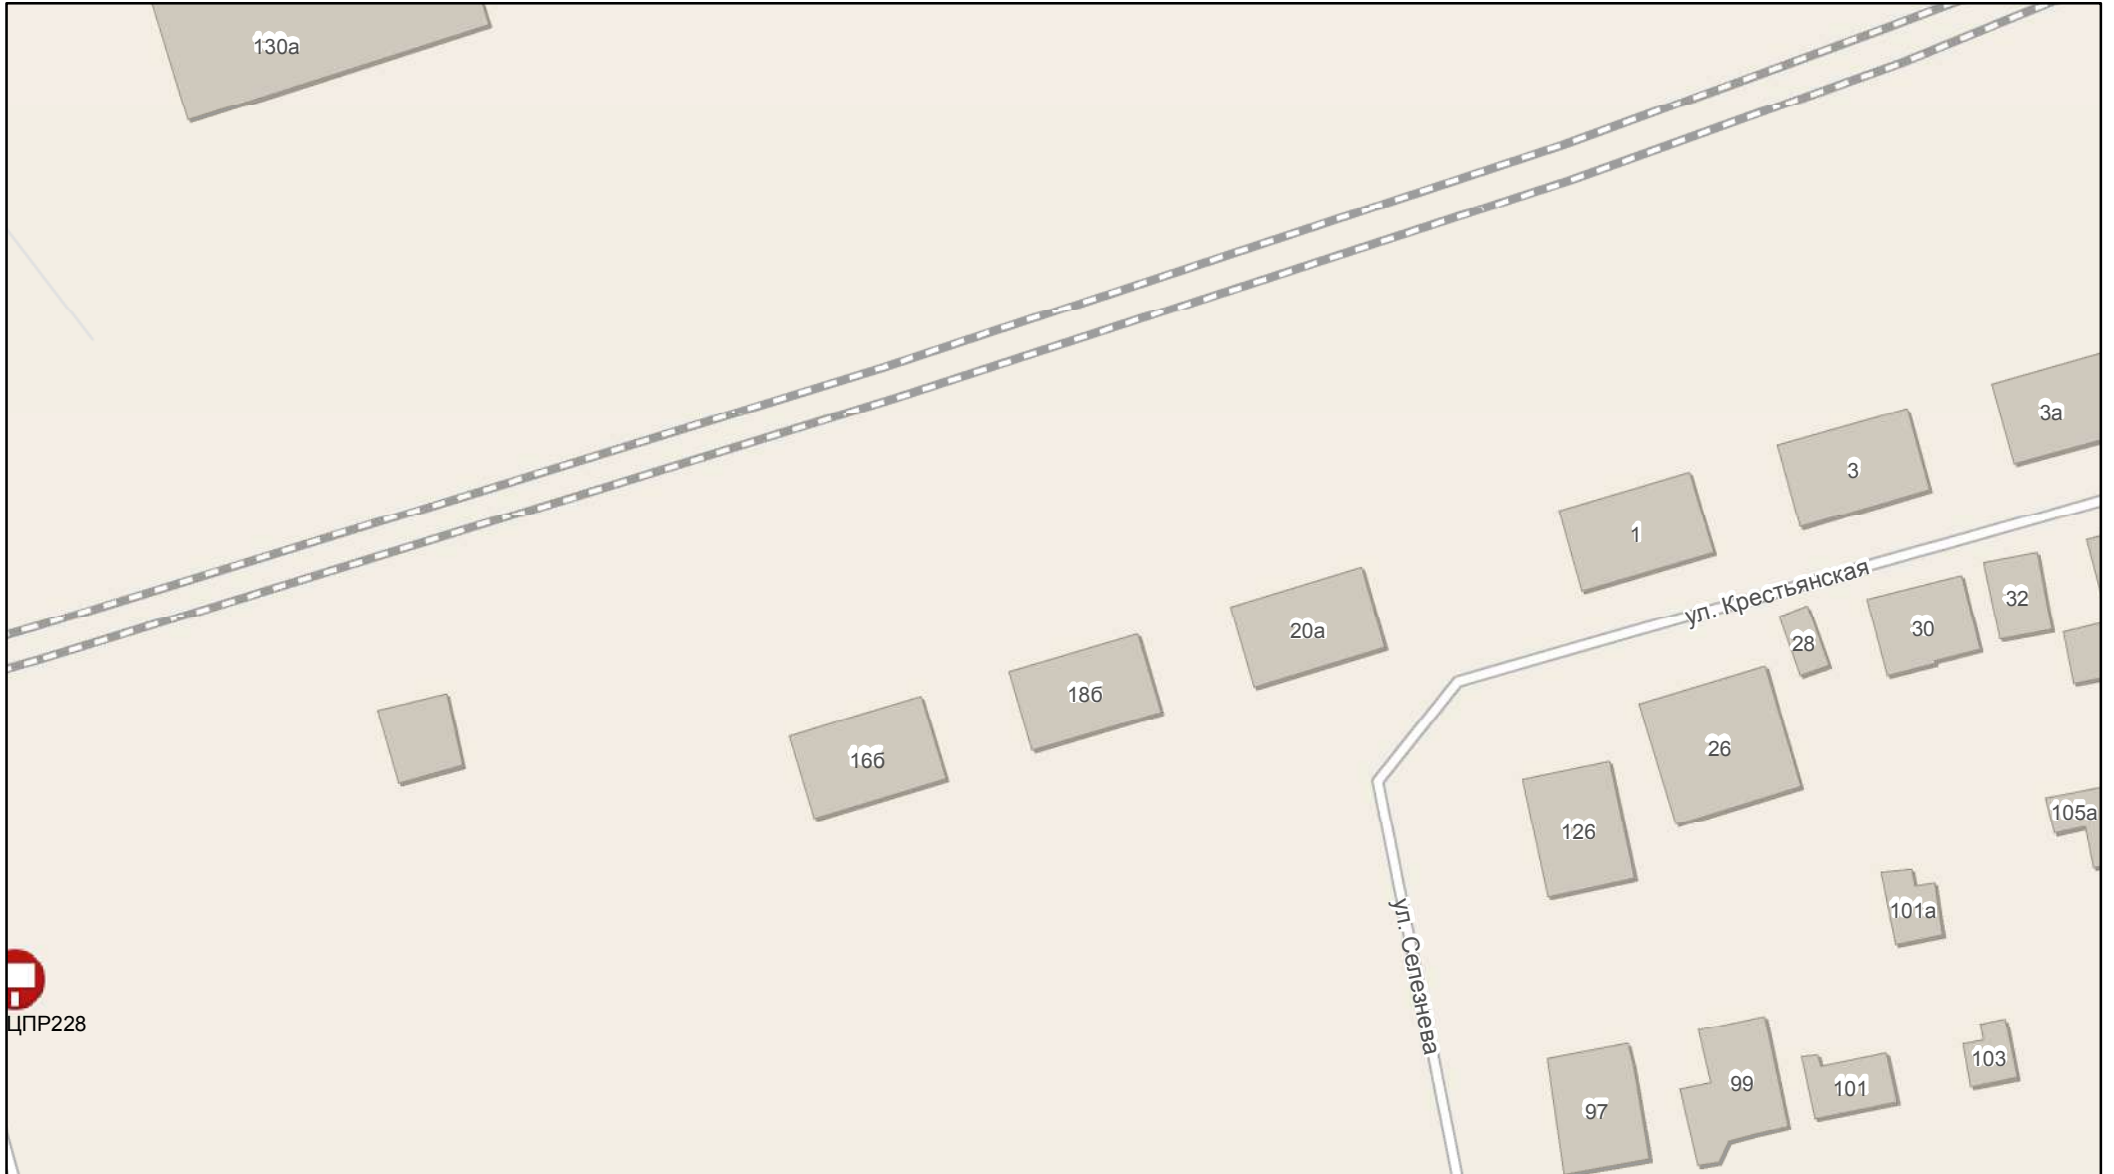 130а
3а
3
1
ул. Крестьянская
32
30
28
20а
18б
16б
26
126
105а
101а
ул. Селезнева
ЦПР228
103
101
99
97